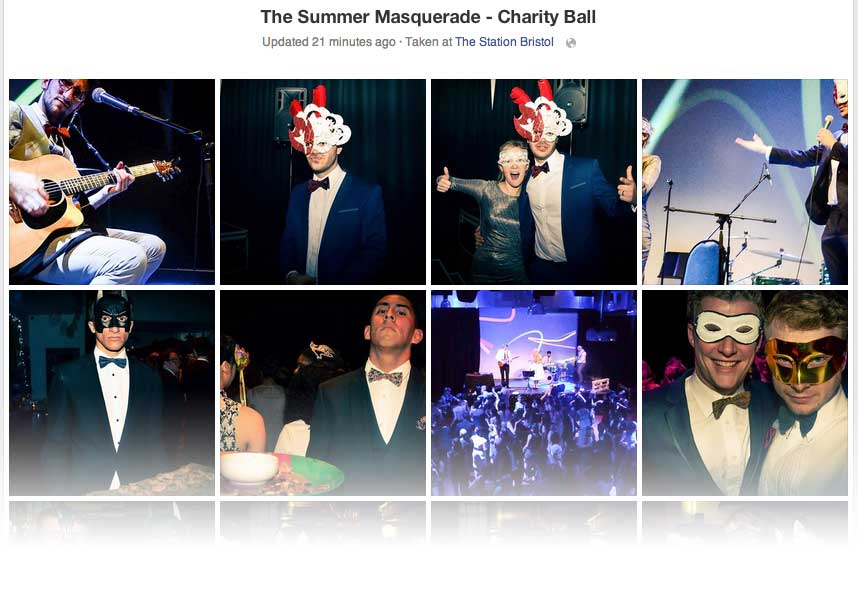 The Summer Masquerade - Charity Ball
Updated 21 minutes ago · Taken at The Station Bristol